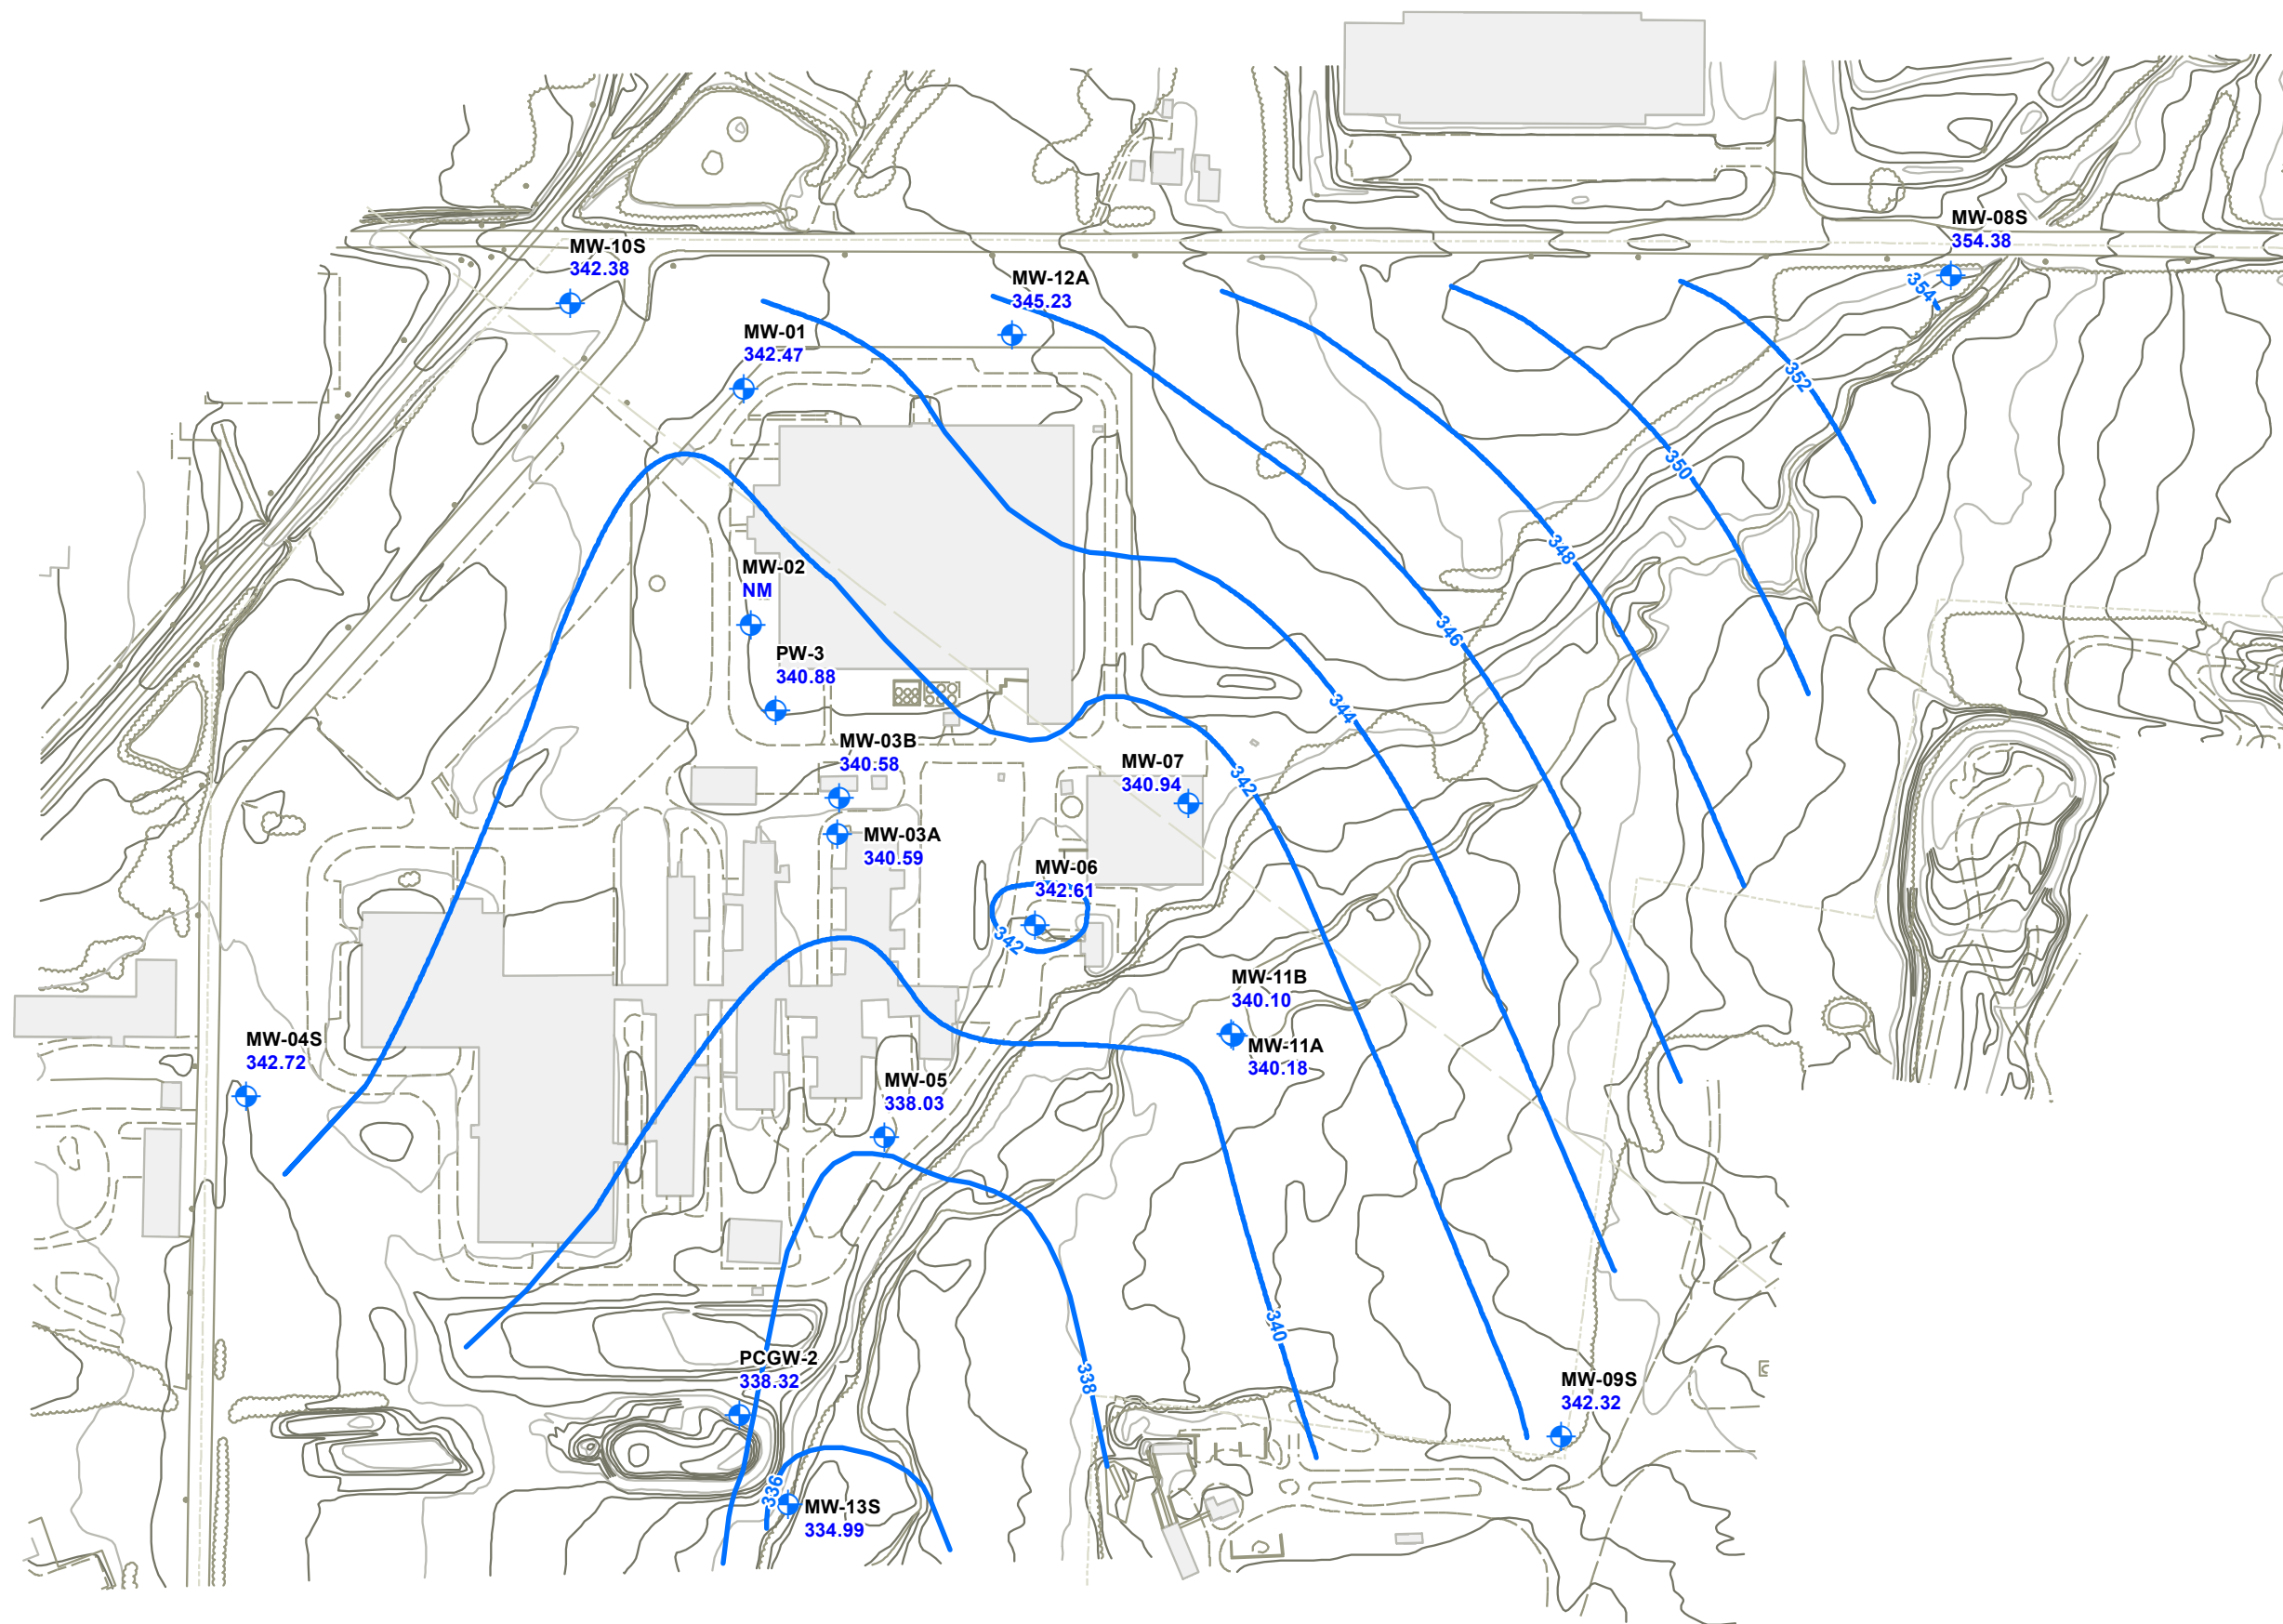 MW-08S
354.38
MW-10S
342.38
MW-12A
345.23
354
MW-01
342.47
352
350
348
MW-02
NM
346
PW-3
340.88
344
MW-03B
340.58
MW-07
340.94
342
MW-03A
340.59
MW-06
342.61
342
MW-11B
340.10
MW-04S
342.72
MW-11A
340.18
MW-05
338.03
340
PCGW-2
338.32
338
MW-09S
342.32
336
MW-13S
334.99